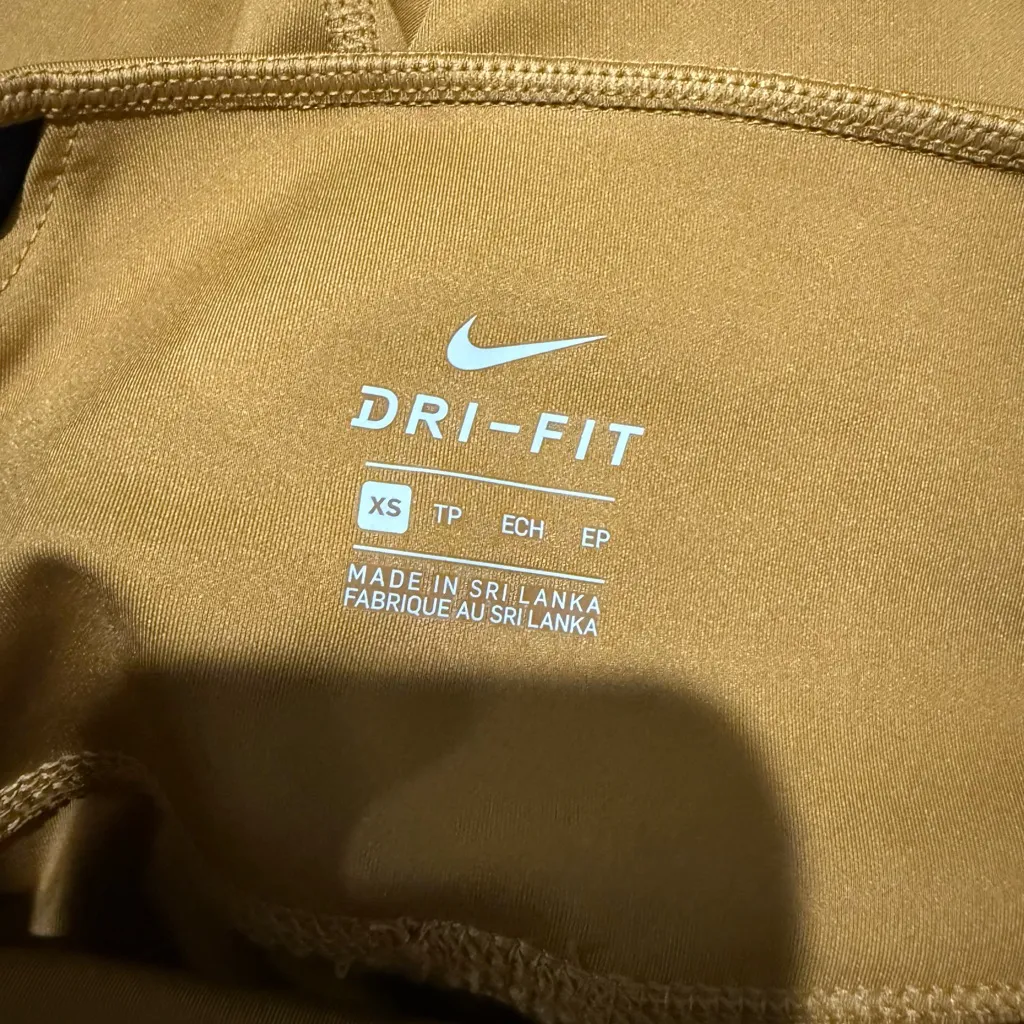 DRI-FIT
XS TP ECH EP
MADE IN SRI LANKA
FABRIQUE AU SRI LANKA